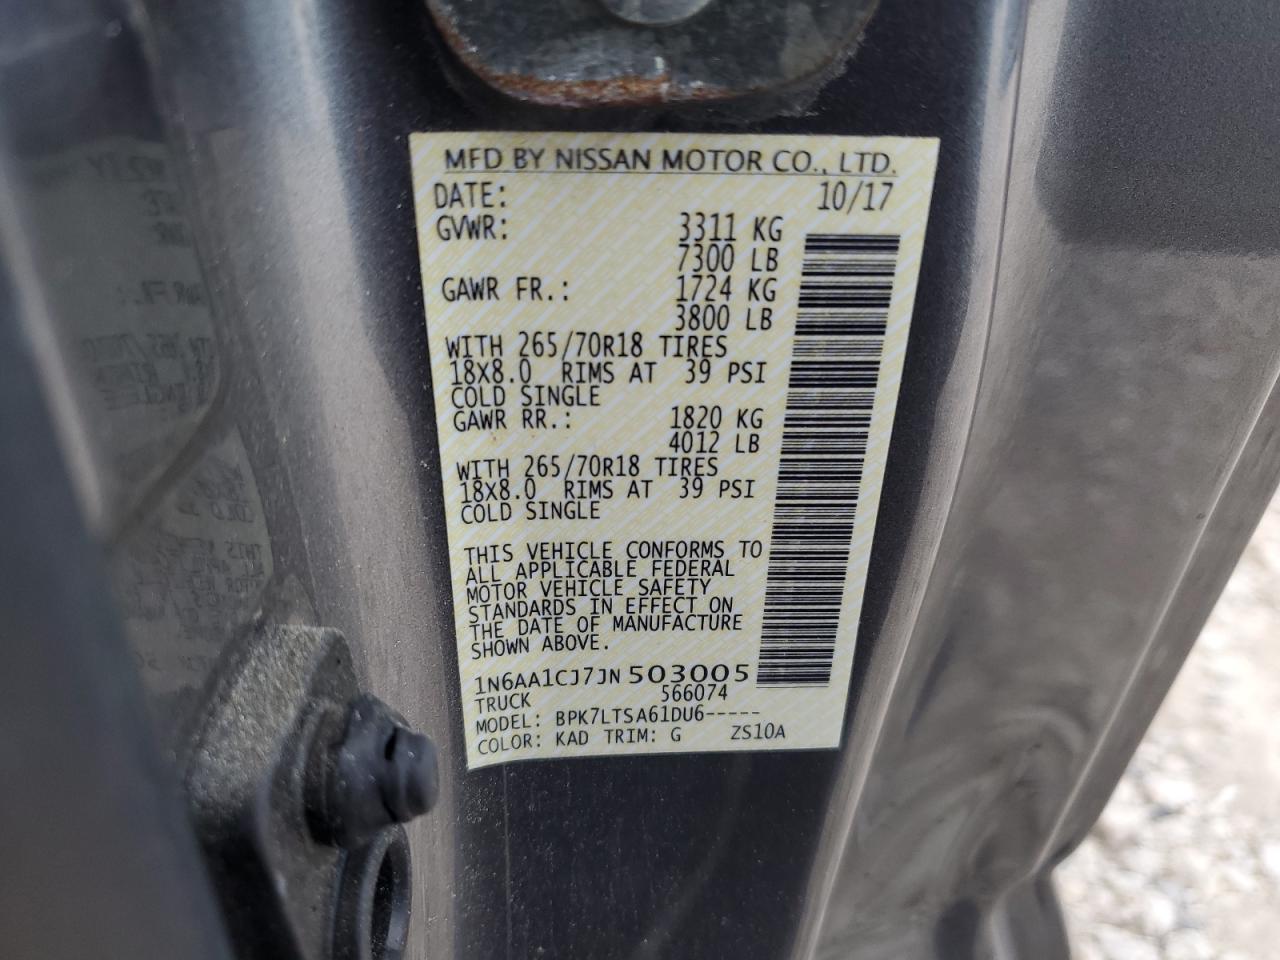 MFD BY NISSAN MOTOR CO., LTD.
DATE: 10/17
GVWR: 3311 KG
7300 LB
GAWR FR.: 1724 KG
3800 LB
WITH 265/70R18 TIRES
18X8.0 RIMS AT 39 PSI
COLD SINGLE
GAWR RR.: 1820 KG
4012 LB
WITH 265/70R18 TIRES
18X8.0 RIMS AT 39 PSI
COLD SINGLE
THIS VEHICLE CONFORMS TO
ALL APPLICABLE FEDERAL
MOTOR VEHICLE SAFETY
STANDARDS IN EFFECT ON
THE DATE OF MANUFACTURE
SHOWN ABOVE.
1N6AA1CJ7JN503005
TRUCK 566074
MODEL: BPK7LTSA61DU6-----
COLOR: KAD TRIM: G ZS10A